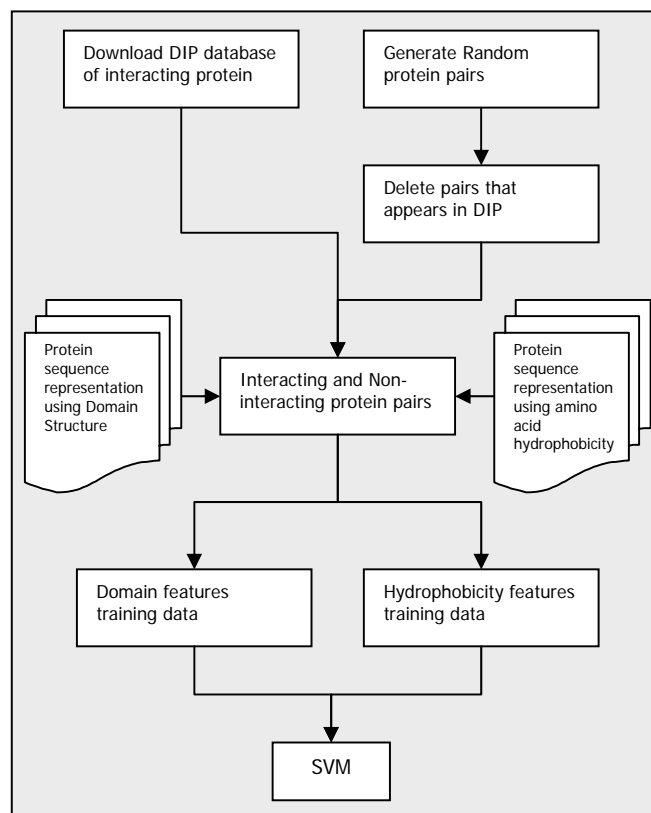 Download DIP database
of interacting protein
Generate Random
protein pairs
Delete pairs that
appears in DIP
Protein
sequence
representation
using Domain
Structure
Interacting and Non-
interacting protein pairs
Protein
sequence
representation
using amino
acid
hydrophobicity
Domain features
training data
Hydrophobicity features
training data
SVM